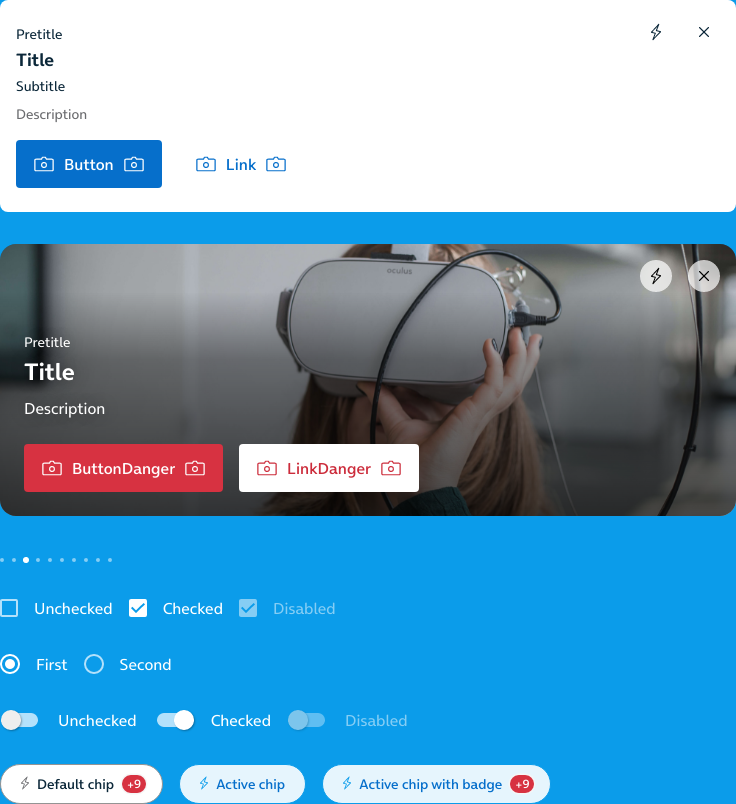 Pretitle
Title
Subtitle
Description
Button Link
oculus
Pretitle
Title
Description
ButtonDanger LinkDanger
Unchecked Checked Disabled
First Second
Unchecked Checked Disabled
Default chip +9 Active chip Active chip with badge +9